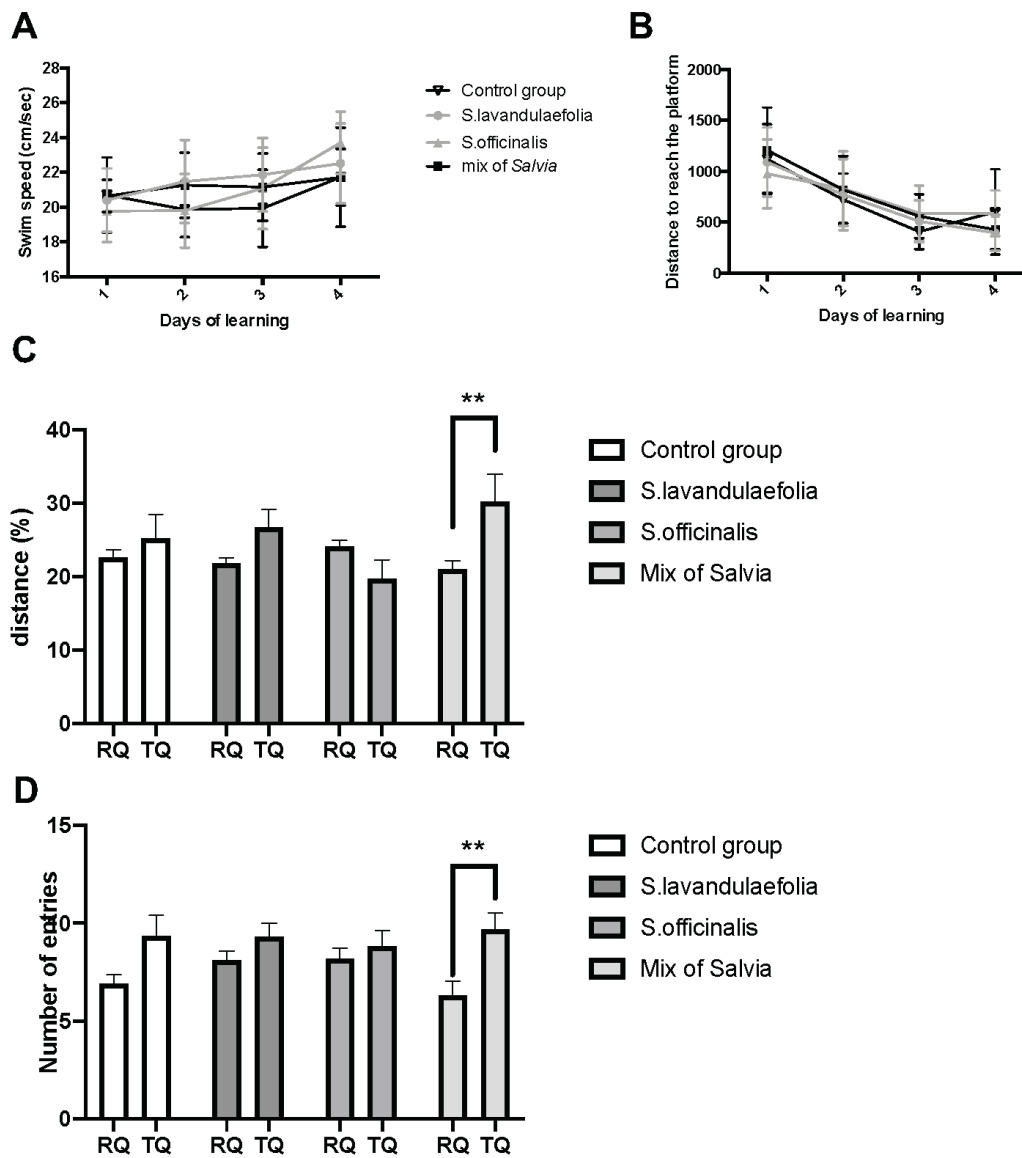 A
Swim speed (cm/sec)
28
26
24
22
20
18
16
1 2 3 4
Days of learning
Control group
S.lavandulaefolia
S.officinalis
mix of Salvia
B
Distance to reach the platform
2000
1500
1000
500
0
1 2 3 4
Days of learning
C
distance (%)
40
30
20
10
0
**
RQ TQ RQ TQ RQ TQ RQ TQ
Control group
S.lavandulaefolia
S.officinalis
Mix of Salvia
D
Number of entries
15
10
5
0
**
RQ TQ RQ TQ RQ TQ RQ TQ
Control group
S.lavandulaefolia
S.officinalis
Mix of Salvia